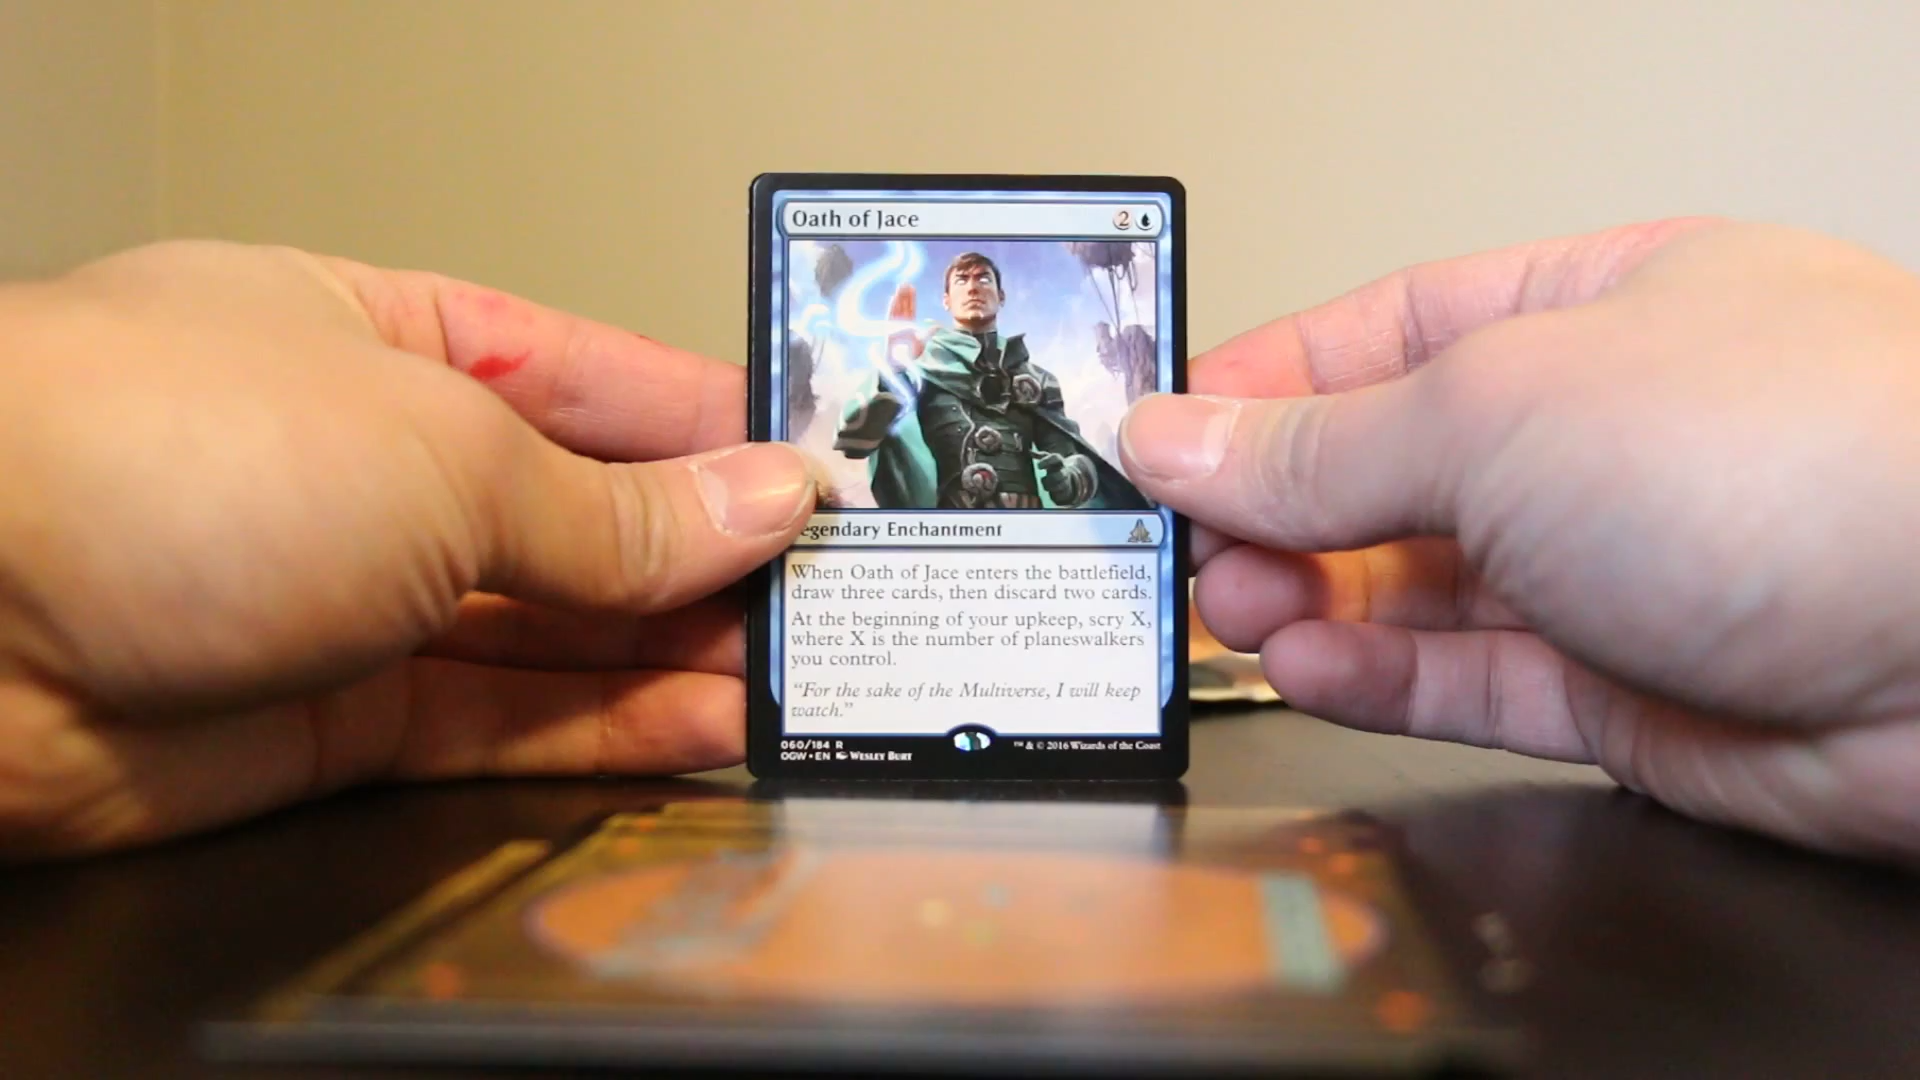 Oath of Jace 2
egendary Enchantment
When Oath of Jace enters the battlefield,
draw three cards, then discard two cards.
At the beginning of your upkeep, scry X,
where X is the number of planeswalkers
you control.
"For the sake of the Multiverse, I will keep
watch."
060/184 R
OGW • EN Wesley Burt
™ & © 2016 Wizards of the Coast